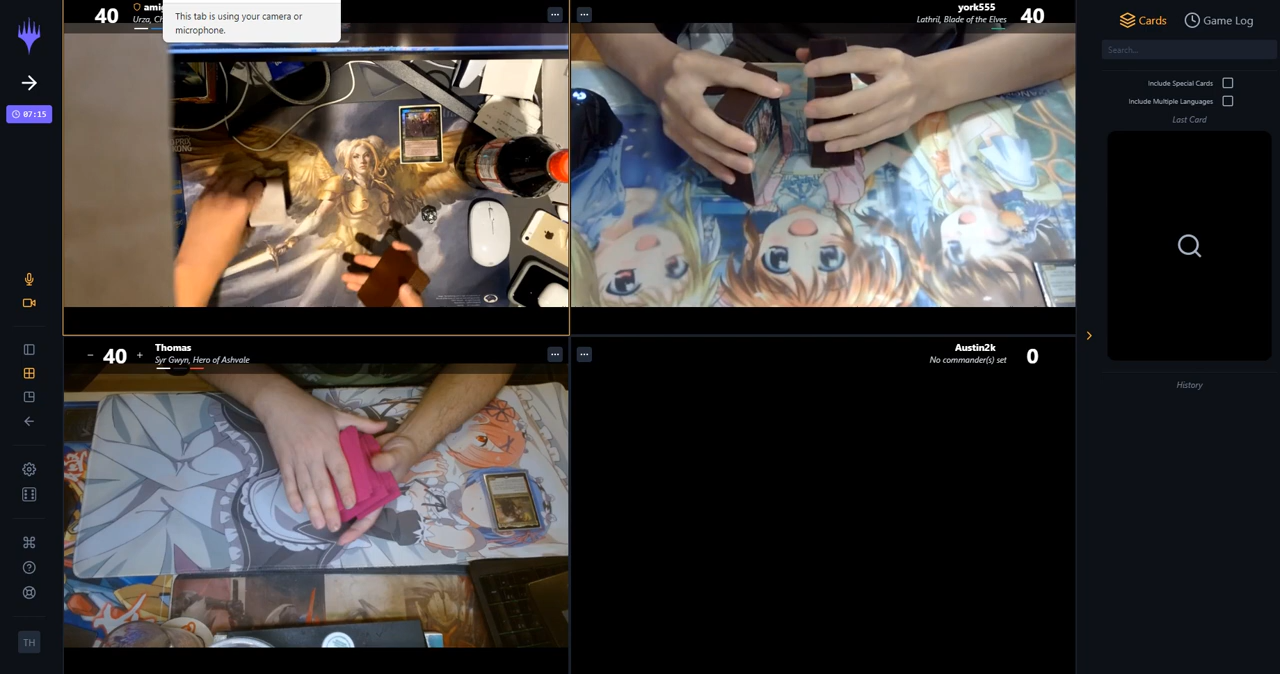 40
Urza, Ch
This tab is using your camera or
microphone.
york555
Lathril, Blade of the Elves
40
Cards
Game Log
Search...
07:15
Include Special Cards
Include Multiple Languages
Last Card
History
− 40 +
Thomas
Syr Gwyn, Hero of Ashvale
Austin2k
No commander(s) set
0
TH